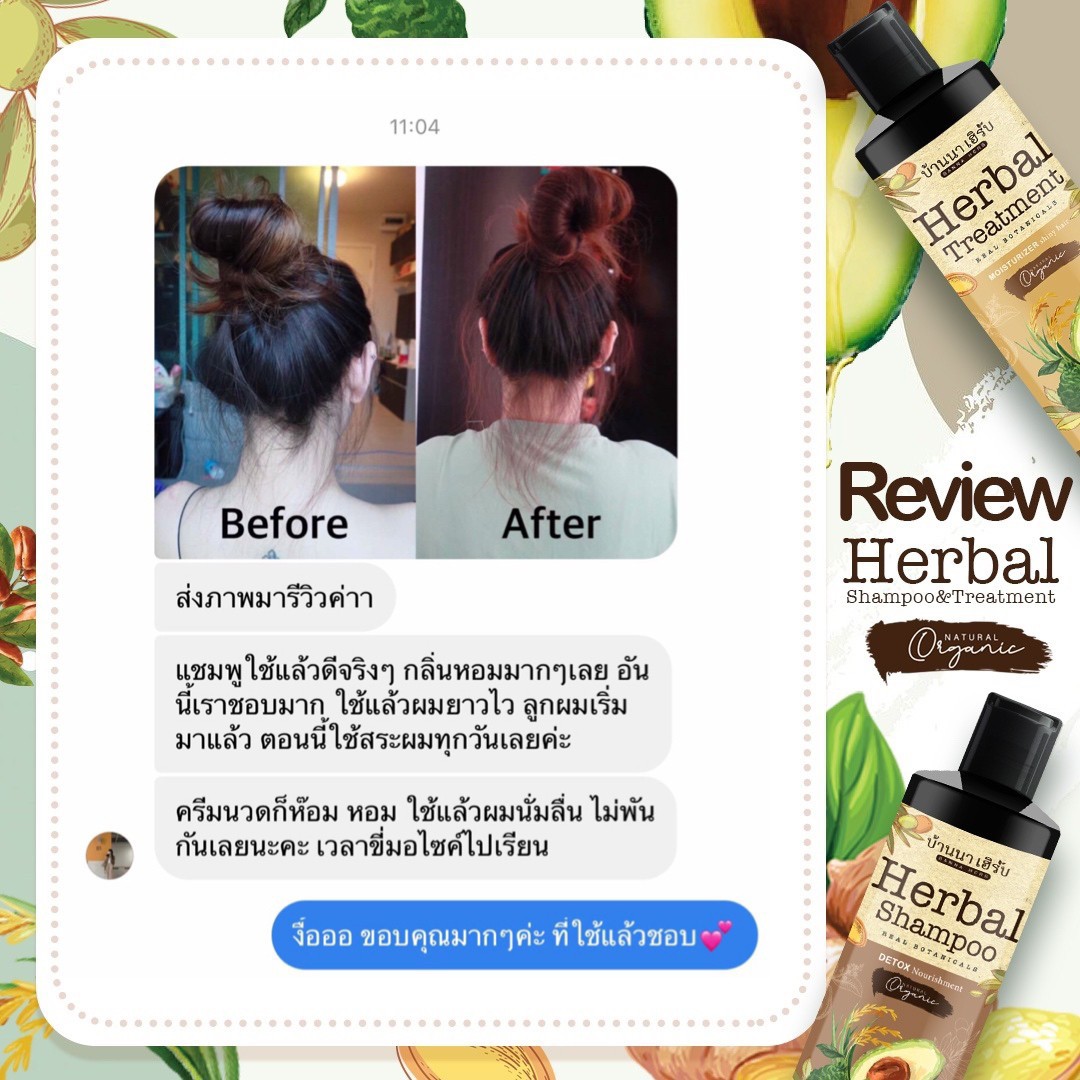 11:04
Before
After
ส่งภาพมารีวิวค่าา
แชมพูใช้แล้วดีจริงๆ กลิ่นหอมมากๆเลย อัน
นี้เราชอบมาก ใช้แล้วผมยาวไว ลูกผมเริ่ม
มาแล้ว ตอนนี้ใช้สระผมทุกวันเลยค่ะ
ครีมนวดก็ห๊อม หอม ใช้แล้วผมนิ่มลื่น ไม่พัน
กันเลยนะคะ เวลาขี่มอไซค์ไปเรียน
งื้อออ ขอบคุณมากๆค่ะ ที่ใช้แล้วชอบ💕
บ้านนา เฮิร์บ
BANNA HERB
Herbal
Treatment
REAL BOTANICALS
MOISTURIZER shiny hair
NATURAL
Organic
Review
Herbal
Shampoo&Treatment
NATURAL
Organic
บ้านนา เฮิร์บ
BANNA HERB
Herbal
Shampoo
REAL BOTANICALS
DETOX Nourishment
NATURAL
Organic